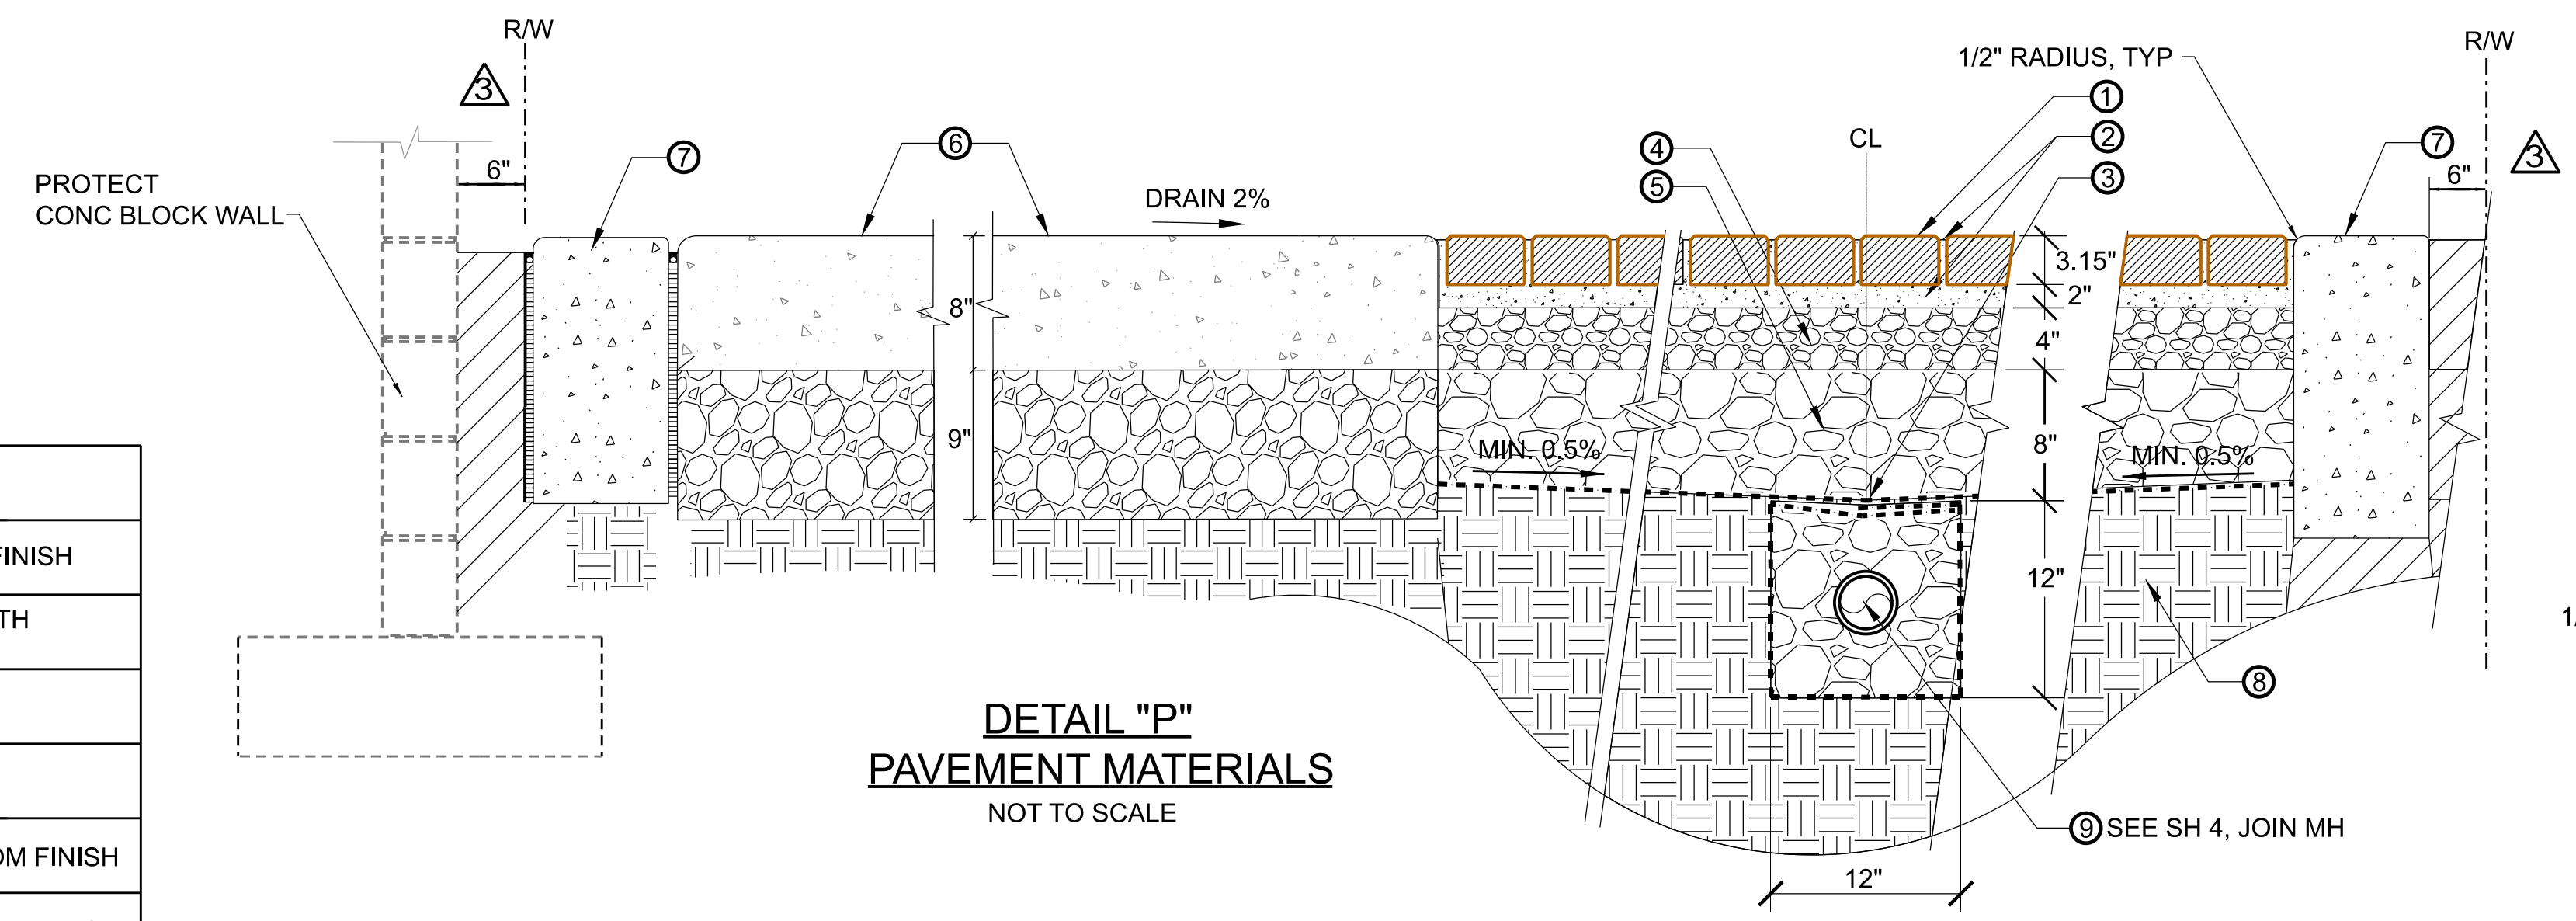 R/W
R/W
3
1/2" RADIUS, TYP
1
6"
7
6
4
CL
2
7
3
PROTECT
CONC BLOCK WALL
DRAIN 2%
5
3
6"
3.15"
2"
8"
4"
9"
MIN. 0.5%
8"
MIN. 0.5%
FINISH
12"
TH
8
DETAIL "P"
PAVEMENT MATERIALS
NOT TO SCALE
9 SEE SH 4, JOIN MH
OM FINISH
12"